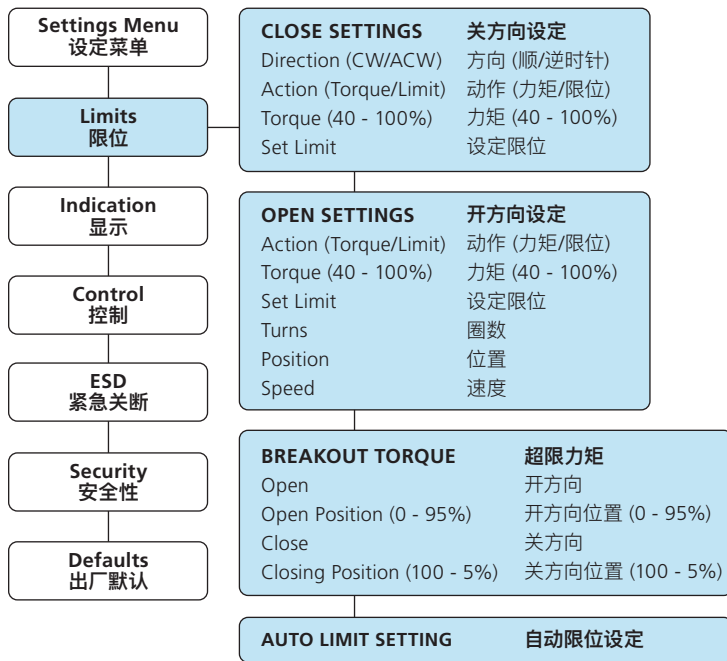 Settings Menu
设定菜单
Limits
限位
Indication
显示
Control
控制
ESD
紧急关断
Security
安全性
Defaults
出厂默认
CLOSE SETTINGS 关方向设定
Direction (CW/ACW) 方向 (顺/逆时针)
Action (Torque/Limit) 动作 (力矩/限位)
Torque (40 - 100%) 力矩 (40 - 100%)
Set Limit 设定限位
OPEN SETTINGS 开方向设定
Action (Torque/Limit) 动作 (力矩/限位)
Torque (40 - 100%) 力矩 (40 - 100%)
Set Limit 设定限位
Turns 圈数
Position 位置
Speed 速度
BREAKOUT TORQUE 超限力矩
Open 开方向
Open Position (0 - 95%) 开方向位置 (0 - 95%)
Close 关方向
Closing Position (100 - 5%) 关方向位置 (100 - 5%)
AUTO LIMIT SETTING 自动限位设定